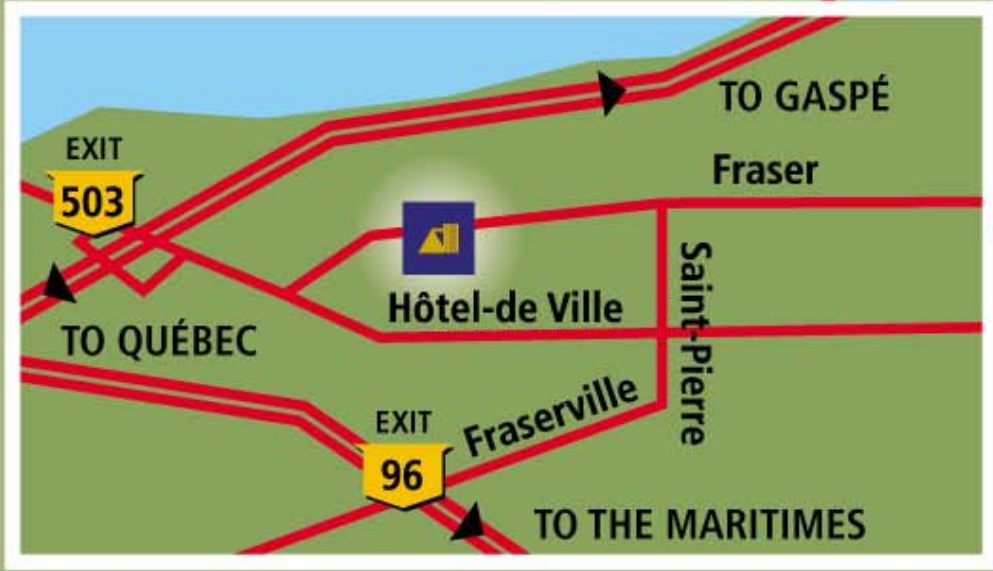 TO GASPÉ
EXIT
503
Fraser
Saint-Pierre
Hôtel-de Ville
TO QUÉBEC
Fraserville
EXIT
96
TO THE MARITIMES